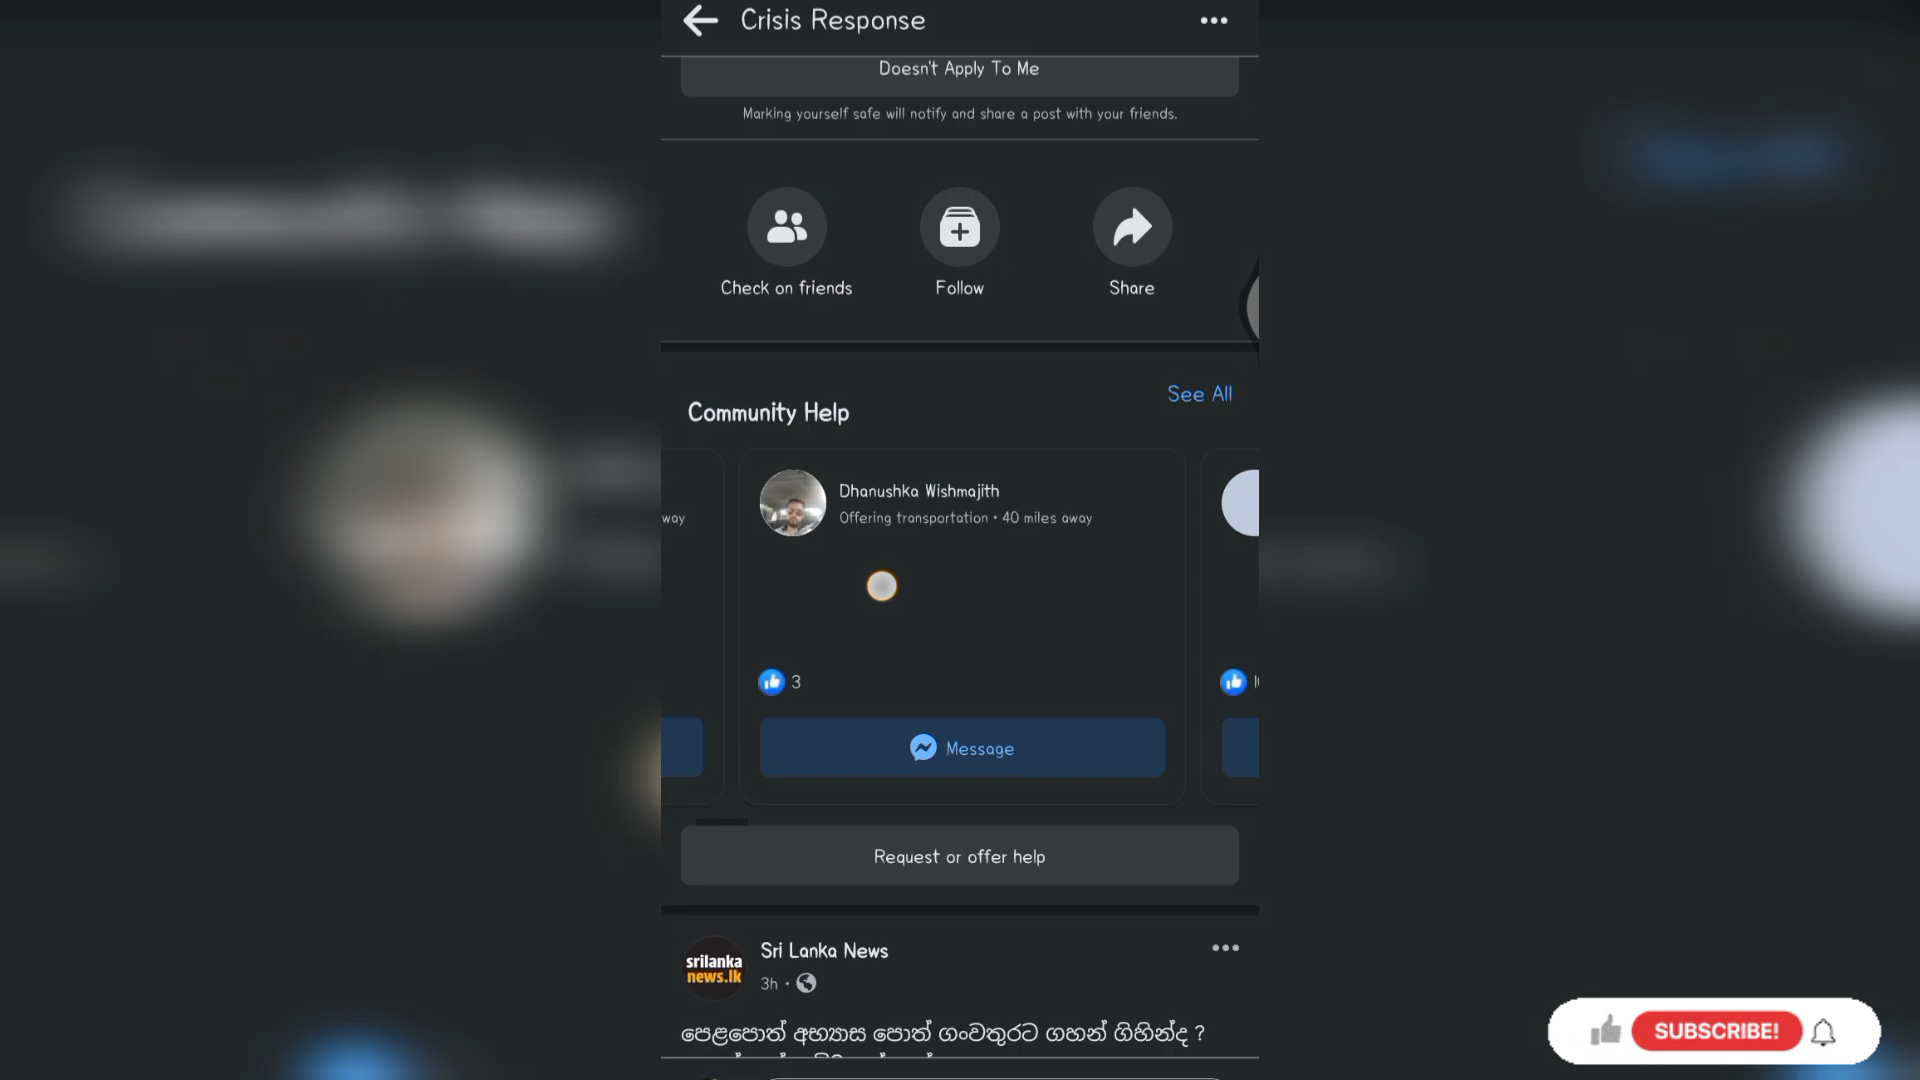 Crisis Response
Doesn't Apply To Me
Marking yourself safe will notify and share a post with your friends.
Check on friends
Follow
Share
See All
Community Help
Dhanushka Wishmajith
Offering transportation • 40 miles away
way
3
Message
Request or offer help
Sri Lanka News
3h •
srilanka
news.lk
පෙළපොත් අභ්‍යාස පොත් ගංවතුරට ගහන් ගිහින්ද ?
SUBSCRIBE!